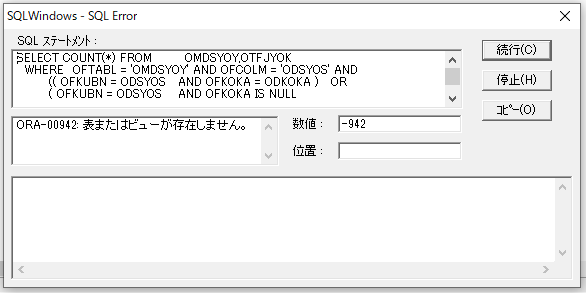 SQLWindows - SQL Error
SQL ステートメント :
SELECT COUNT(*) FROM OMDSYOY,OTFJYOK
WHERE OFTABL = 'OMDSYOY' AND OFCOLM = 'ODSYOS' AND
(( OFKUBN = ODSYOS AND OFKOKA = ODKOKA ) OR
( OFKUBN = ODSYOS AND OFKOKA IS NULL
続行(C)
停止(H)
コピー(O)
ORA-00942: 表またはビューが存在しません。
数値 : -942
位置 :